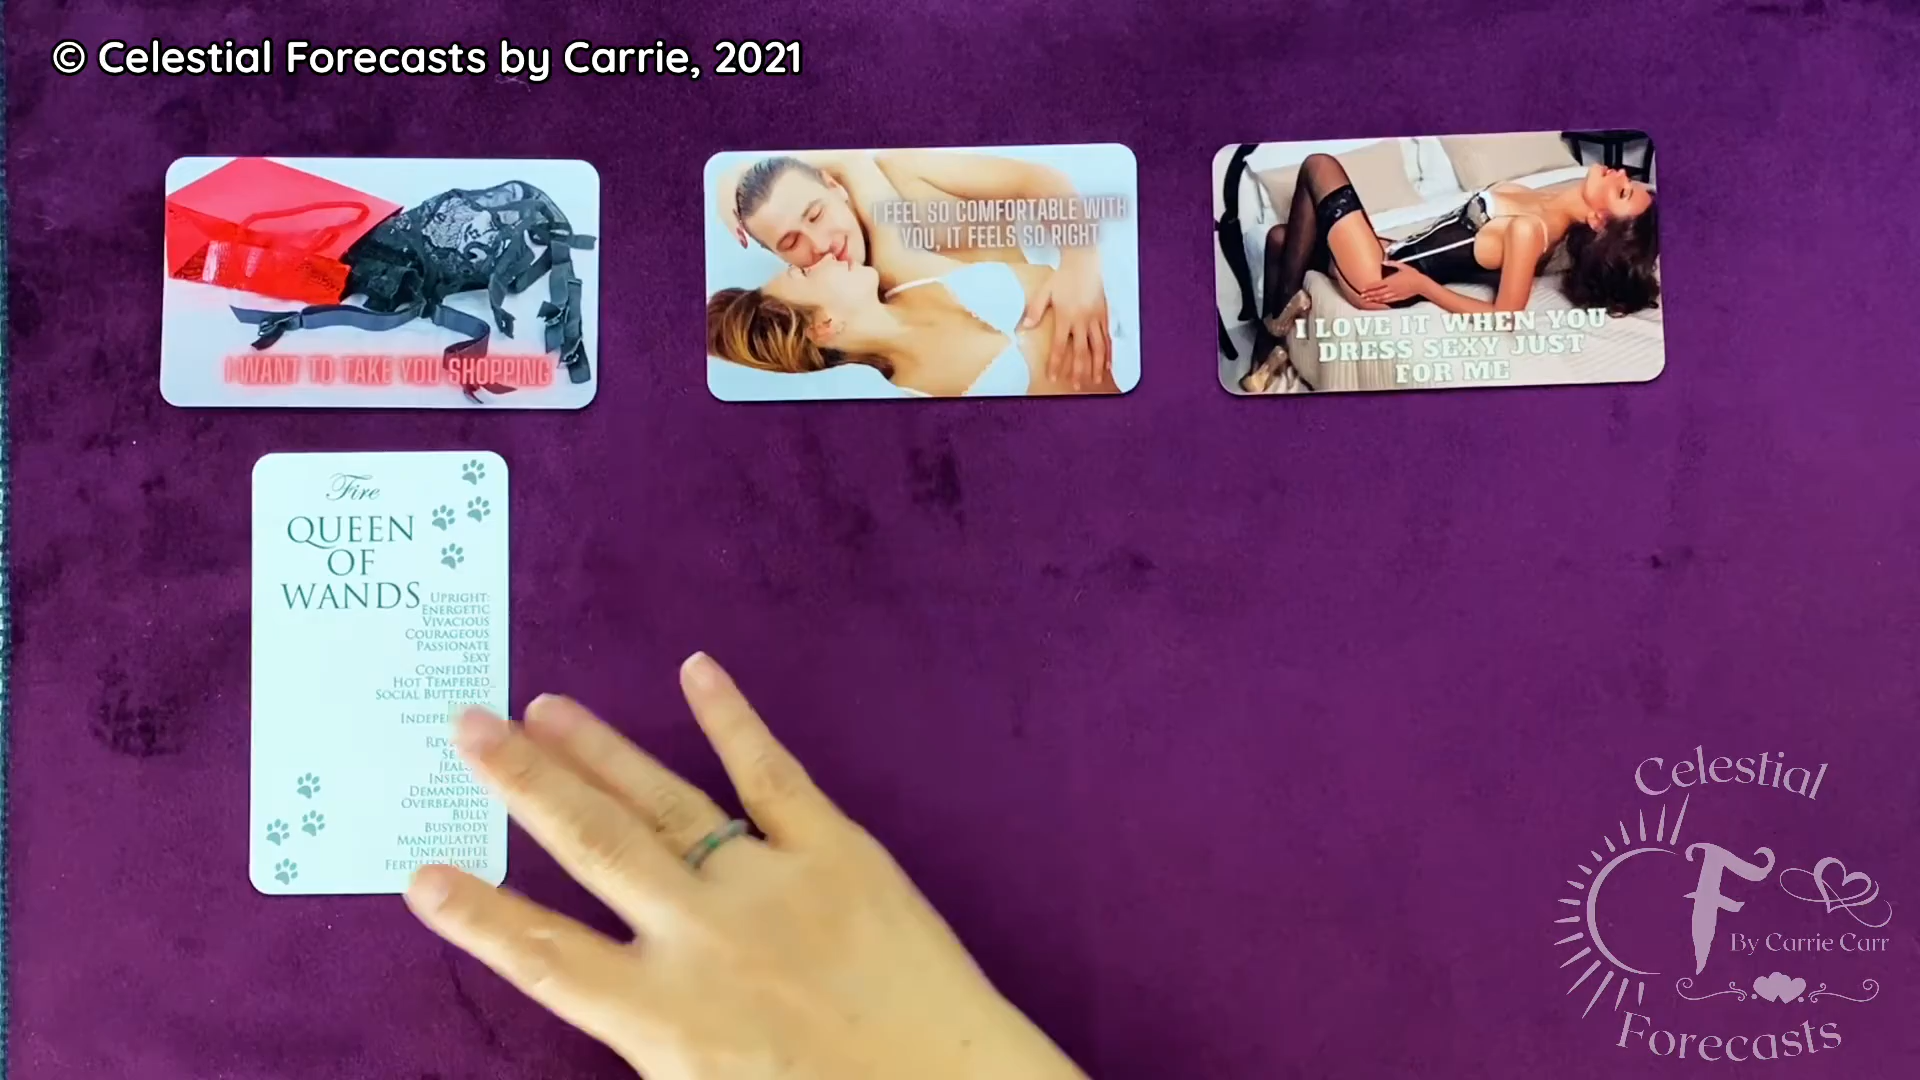 © Celestial Forecasts by Carrie, 2021
I WANT TO TAKE YOU SHOPPING
I FEEL SO COMFORTABLE WITH
YOU, IT FEELS SO RIGHT
I LOVE IT WHEN YOU
DRESS SEXY JUST
FOR ME
Fire
QUEEN
OF
WANDS
UPRIGHT:
ENERGETIC
VIVACIOUS
COURAGEOUS
PASSIONATE
SEXY
CONFIDENT
HOT TEMPERED
SOCIAL BUTTERFLY
DEMANDING
OVERBEARING
BULLY
BUSYBODY
MANIPULATIVE
UNFAITHFUL
FERTILITY ISSUES
Celestial
CF
By Carrie Carr
Forecasts